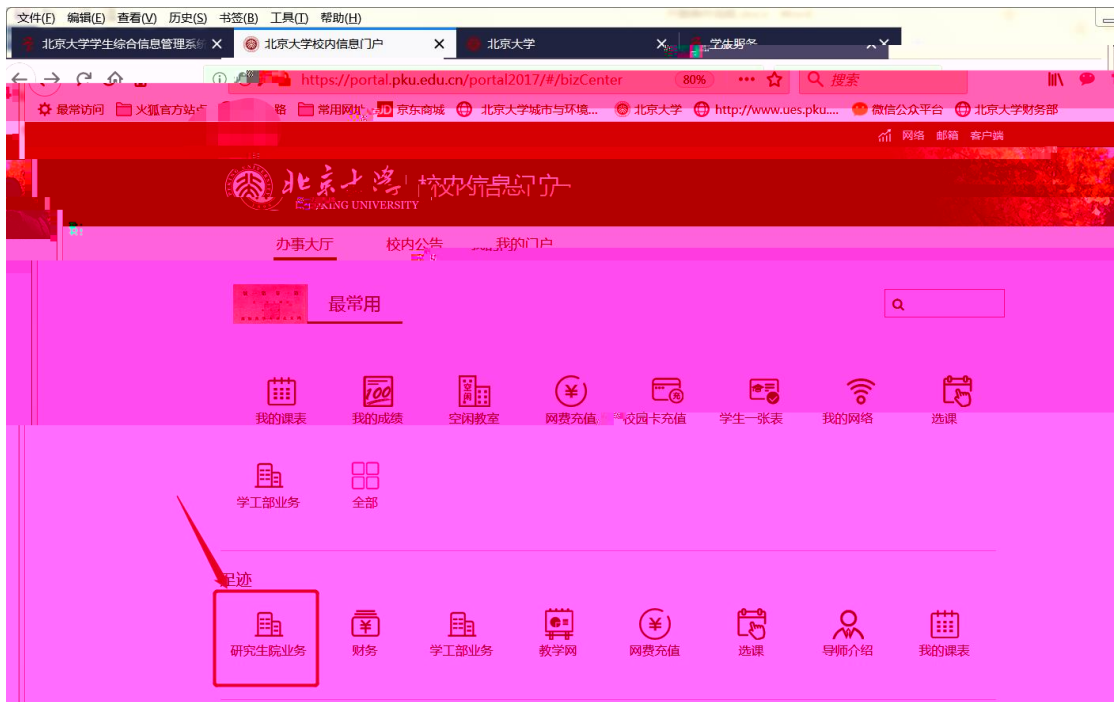 文件(F) 编辑(E) 查看(V) 历史(S) 书签(B) 工具(T) 帮助(H)
北京大学学生综合信息管理系统 北京大学校内信息门户 北京大学
https://portal.pku.edu.cn/portal2017/#/bizCenter 80% 搜索
最常访问 火狐官方站点 常用网址 京东商城 北京大学城市与环境... 北京大学 http://www.ues.pku.... 微信公众平台 北京大学财务部
网络 邮箱 客户端
北京大学 校内信息门户
PEKING UNIVERSITY
办事大厅 校内公告 我的门户
最常用
我的课表 我的成绩 空闲教室 网费充值 校园卡充值 学生一张表 我的网络 选课
学工部业务 全部
足迹
研究生院业务 财务 学工部业务 教学网 网费充值 选课 导师介绍 我的课表